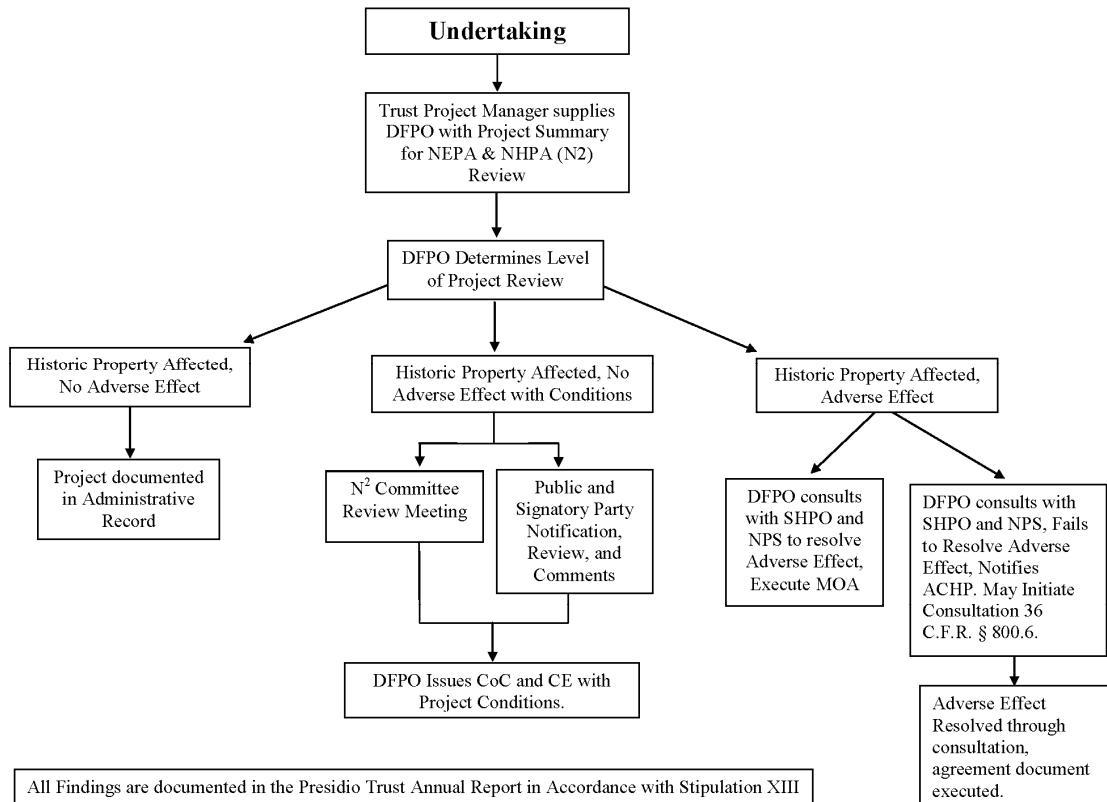 Undertaking
Trust Project Manager supplies
DFPO with Project Summary
for NEPA & NHPA (N2)
Review
DFPO Determines Level
of Project Review
Historic Property Affected,
No Adverse Effect
Historic Property Affected, No
Adverse Effect with Conditions
Historic Property Affected,
Adverse Effect
Project documented
in Administrative
Record
N² Committee
Review Meeting
Public and
Signatory Party
Notification,
Review, and
Comments
DFPO consults
with SHPO and
NPS to resolve
Adverse Effect,
Execute MOA
DFPO consults with
SHPO and NPS, Fails
to Resolve Adverse
Effect, Notifies
ACHP. May Initiate
Consultation 36
C.F.R. § 800.6.
DFPO Issues CoC and CE with
Project Conditions.
Adverse Effect
Resolved through
consultation,
agreement document
executed.
All Findings are documented in the Presidio Trust Annual Report in Accordance with Stipulation XIII